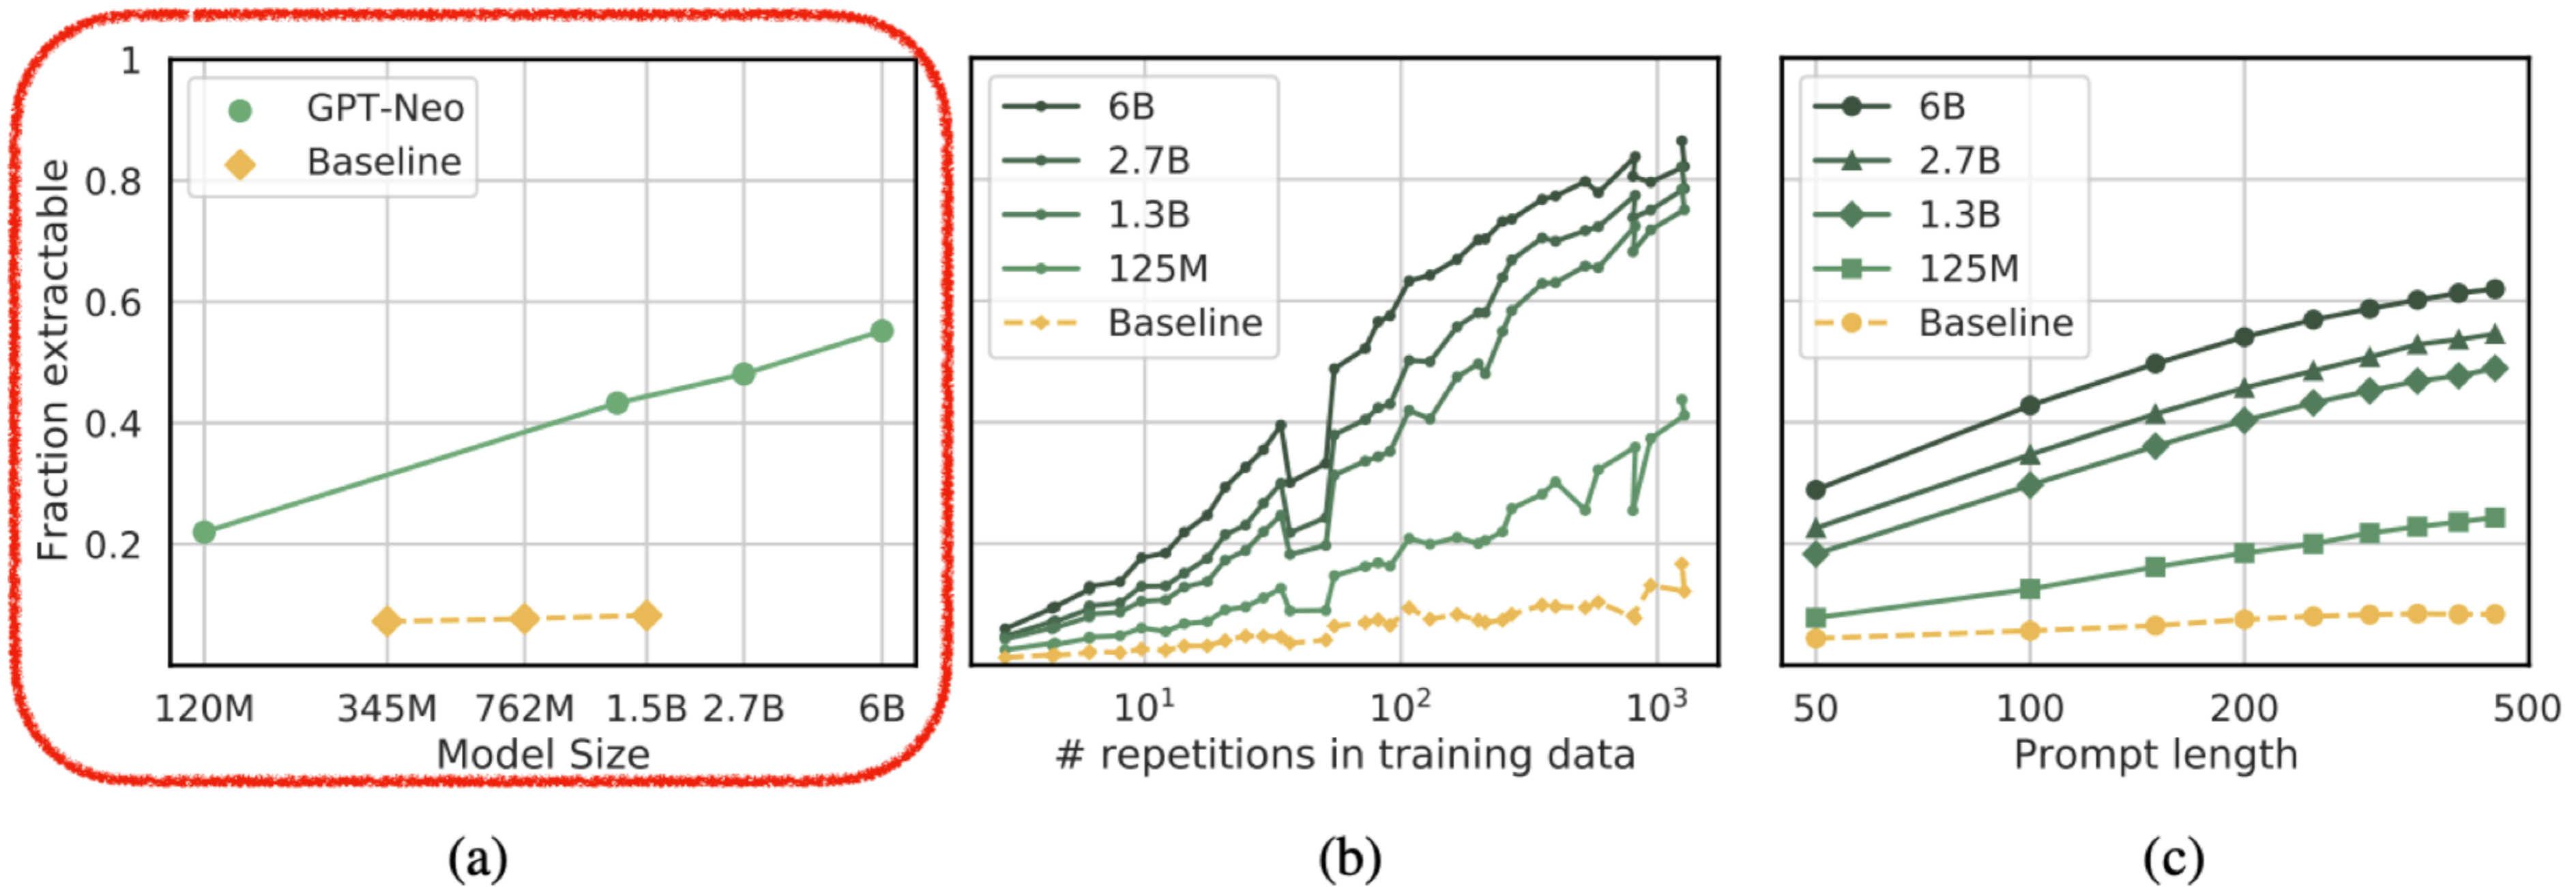 Fraction extractable
1
0.8
0.6
0.4
0.2
GPT-Neo
Baseline
120M 345M 762M 1.5B 2.7B 6B
Model Size
(a)
6B
2.7B
1.3B
125M
Baseline
10¹ 10² 10³
# repetitions in training data
(b)
6B
2.7B
1.3B
125M
Baseline
50 100 200 500
Prompt length
(c)